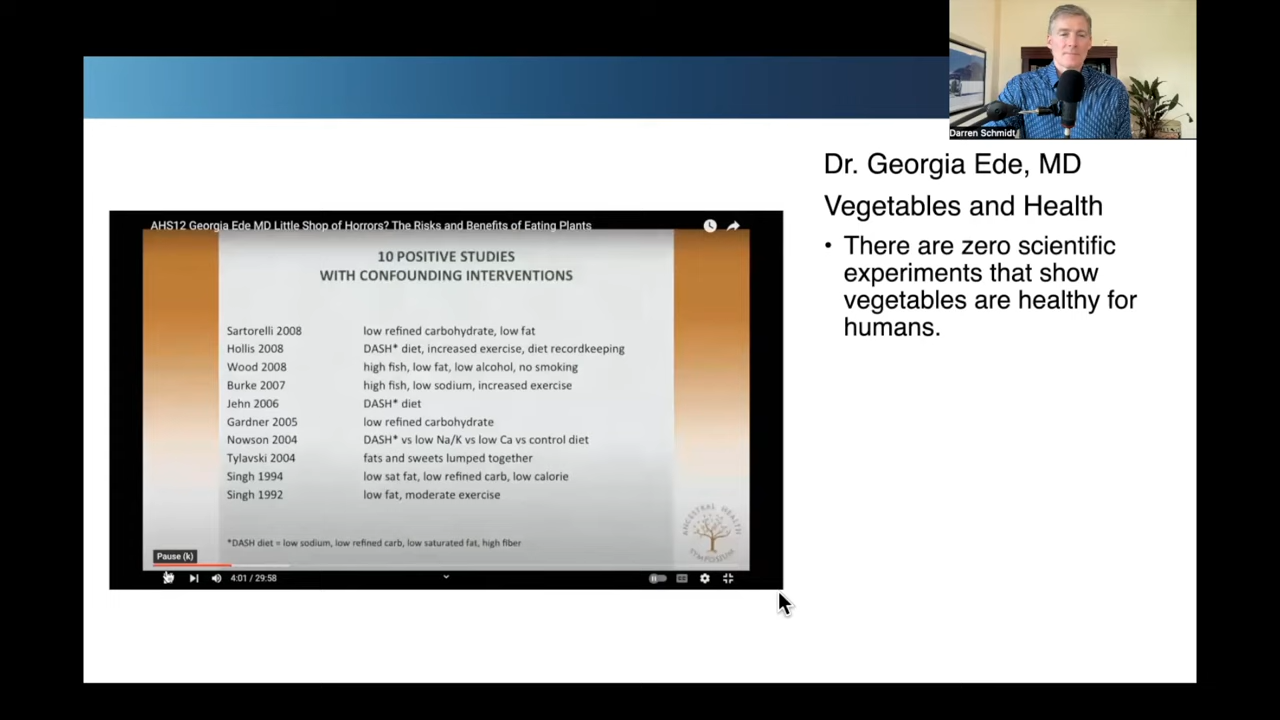 Darren Schmidt
Dr. Georgia Ede, MD
Vegetables and Health
• There are zero scientific
experiments that show
vegetables are healthy for
humans.
AHS12 Georgia Ede MD Little Shop of Horrors? The Risks and Benefits of Eating Plants
10 POSITIVE STUDIES
WITH CONFOUNDING INTERVENTIONS
Sartorelli 2008 low refined carbohydrate, low fat
Hollis 2008 DASH* diet, increased exercise, diet recordkeeping
Wood 2008 high fish, low fat, low alcohol, no smoking
Burke 2007 high fish, low sodium, increased exercise
Jehn 2006 DASH* diet
Gardner 2005 low refined carbohydrate
Nowson 2004 DASH* vs low Na/K vs low Ca vs control diet
Tylavski 2004 fats and sweets lumped together
Singh 1994 low sat fat, low refined carb, low calorie
Singh 1992 low fat, moderate exercise
*DASH diet = low sodium, low refined carb, low saturated fat, high fiber
ANCESTRAL HEALTH
SYMPOSIUM
Pause (k)
4:01 / 29:58